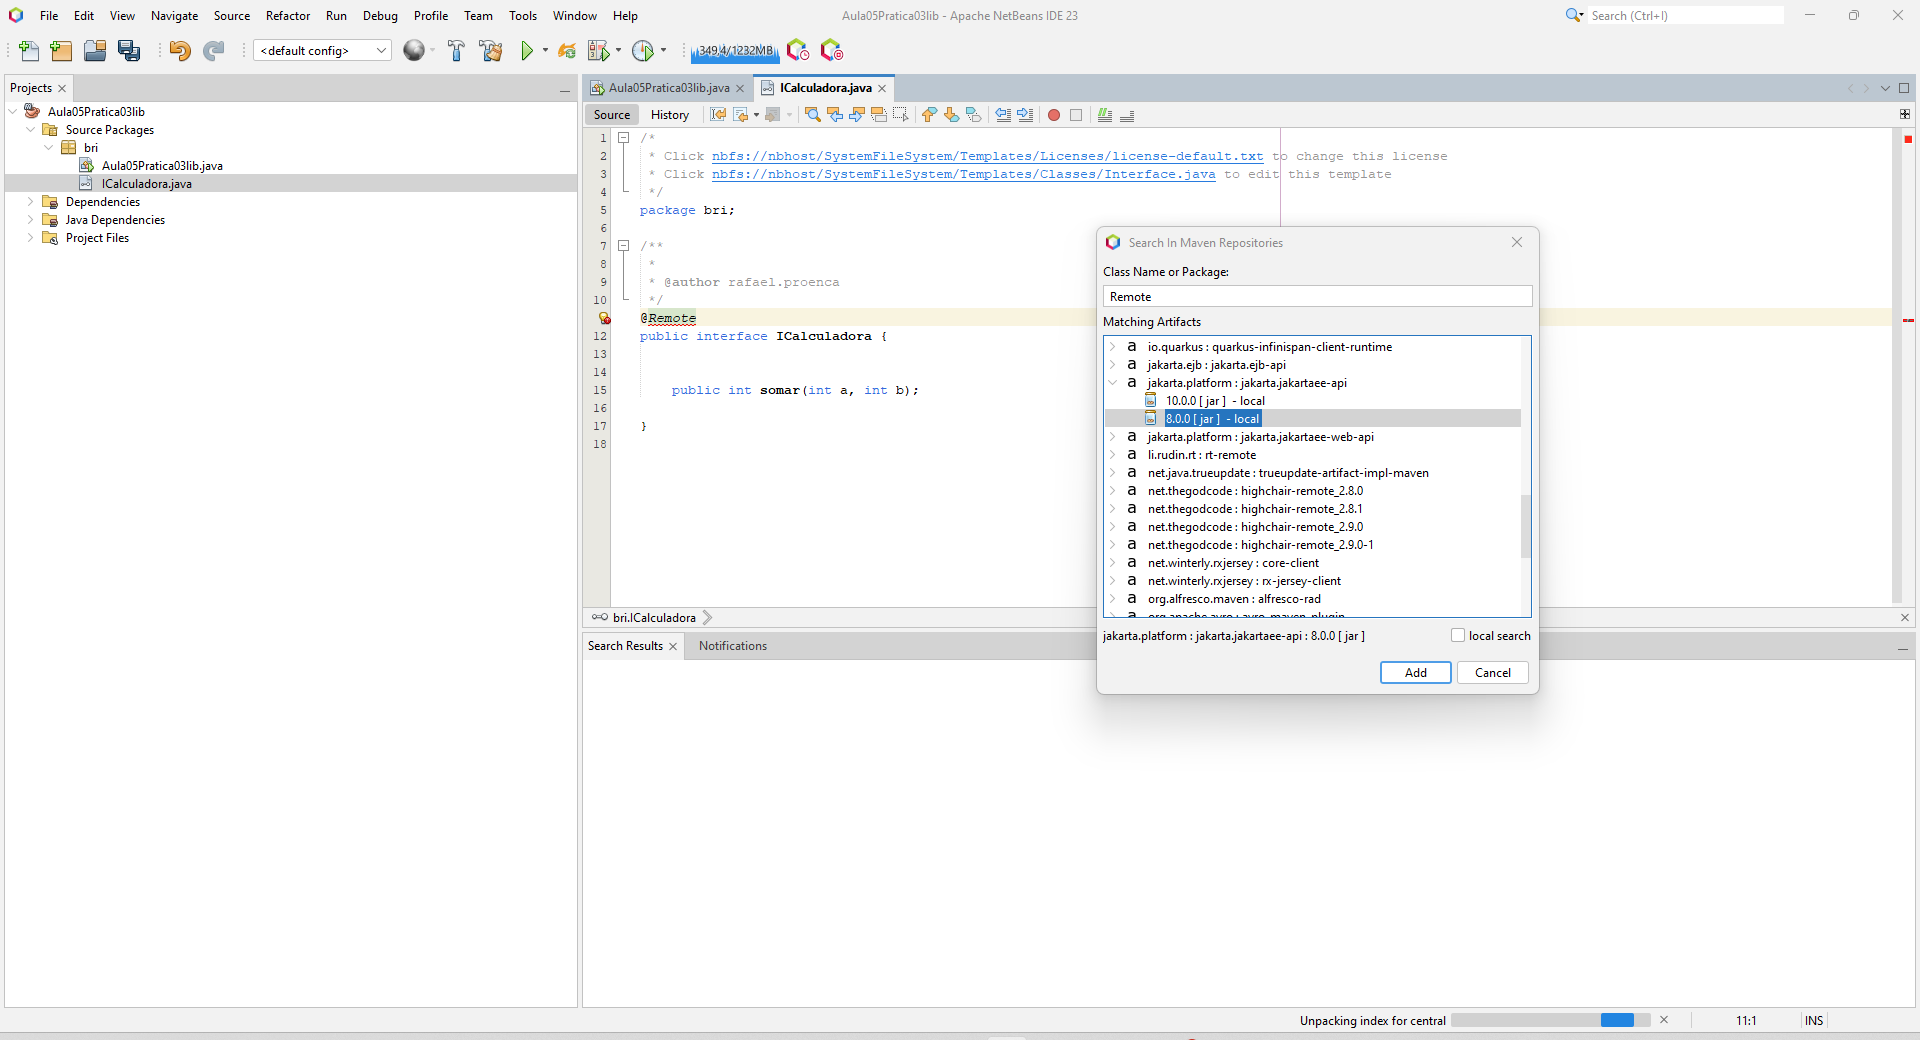 File Edit View Navigate Source Refactor Run Debug Profile Team Tools Window Help
Aula05Pratica03lib - Apache NetBeans IDE 23
Search (Ctrl+I)
<default config>
349,4/1232MB
Projects
Aula05Pratica03lib
Source Packages
bri
Aula05Pratica03lib.java
ICalculadora.java
Dependencies
Java Dependencies
Project Files
Aula05Pratica03lib.java
ICalculadora.java
Source History
1 /*
2 * Click nbfs://nbhost/SystemFileSystem/Templates/Licenses/license-default.txt to change this license
3 * Click nbfs://nbhost/SystemFileSystem/Templates/Classes/Interface.java to edit this template
4 */
5 package bri;
6
7 /**
8 *
9 * @author rafael.proenca
10 */
@Remote
12 public interface ICalculadora {
13
14
15 public int somar(int a, int b);
16
17 }
18
bri.ICalculadora
Search Results
Notifications
Search In Maven Repositories
Class Name or Package:
Remote
Matching Artifacts
a io.quarkus : quarkus-infinispan-client-runtime
a jakarta.ejb : jakarta.ejb-api
a jakarta.platform : jakarta.jakartaee-api
10.0.0 [ jar ] - local
8.0.0 [ jar ] - local
a jakarta.platform : jakarta.jakartaee-web-api
a li.rudin.rt : rt-remote
a net.java.trueupdate : trueupdate-artifact-impl-maven
a net.thegodcode : highchair-remote_2.8.0
a net.thegodcode : highchair-remote_2.8.1
a net.thegodcode : highchair-remote_2.9.0
a net.thegodcode : highchair-remote_2.9.0-1
a net.winterly.rxjersey : core-client
a net.winterly.rxjersey : rx-jersey-client
a org.alfresco.maven : alfresco-rad
a org.apache.avro : avro-maven-plugin
jakarta.platform : jakarta.jakartaee-api : 8.0.0 [ jar ]
local search
Add
Cancel
Unpacking index for central
11:1
INS